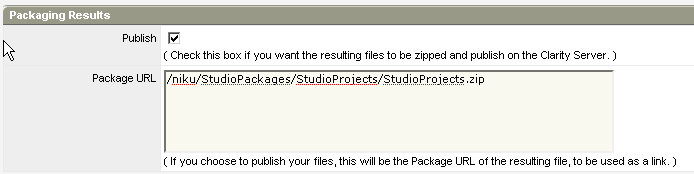 Packaging Results
Publish
( Check this box if you want the resulting files to be zipped and publish on the Clarity Server. )
Package URL
/niku/StudioPackages/StudioProjects/StudioProjects.zip
( If you choose to publish your files, this will be the Package URL of the resulting file, to be used as a link. )